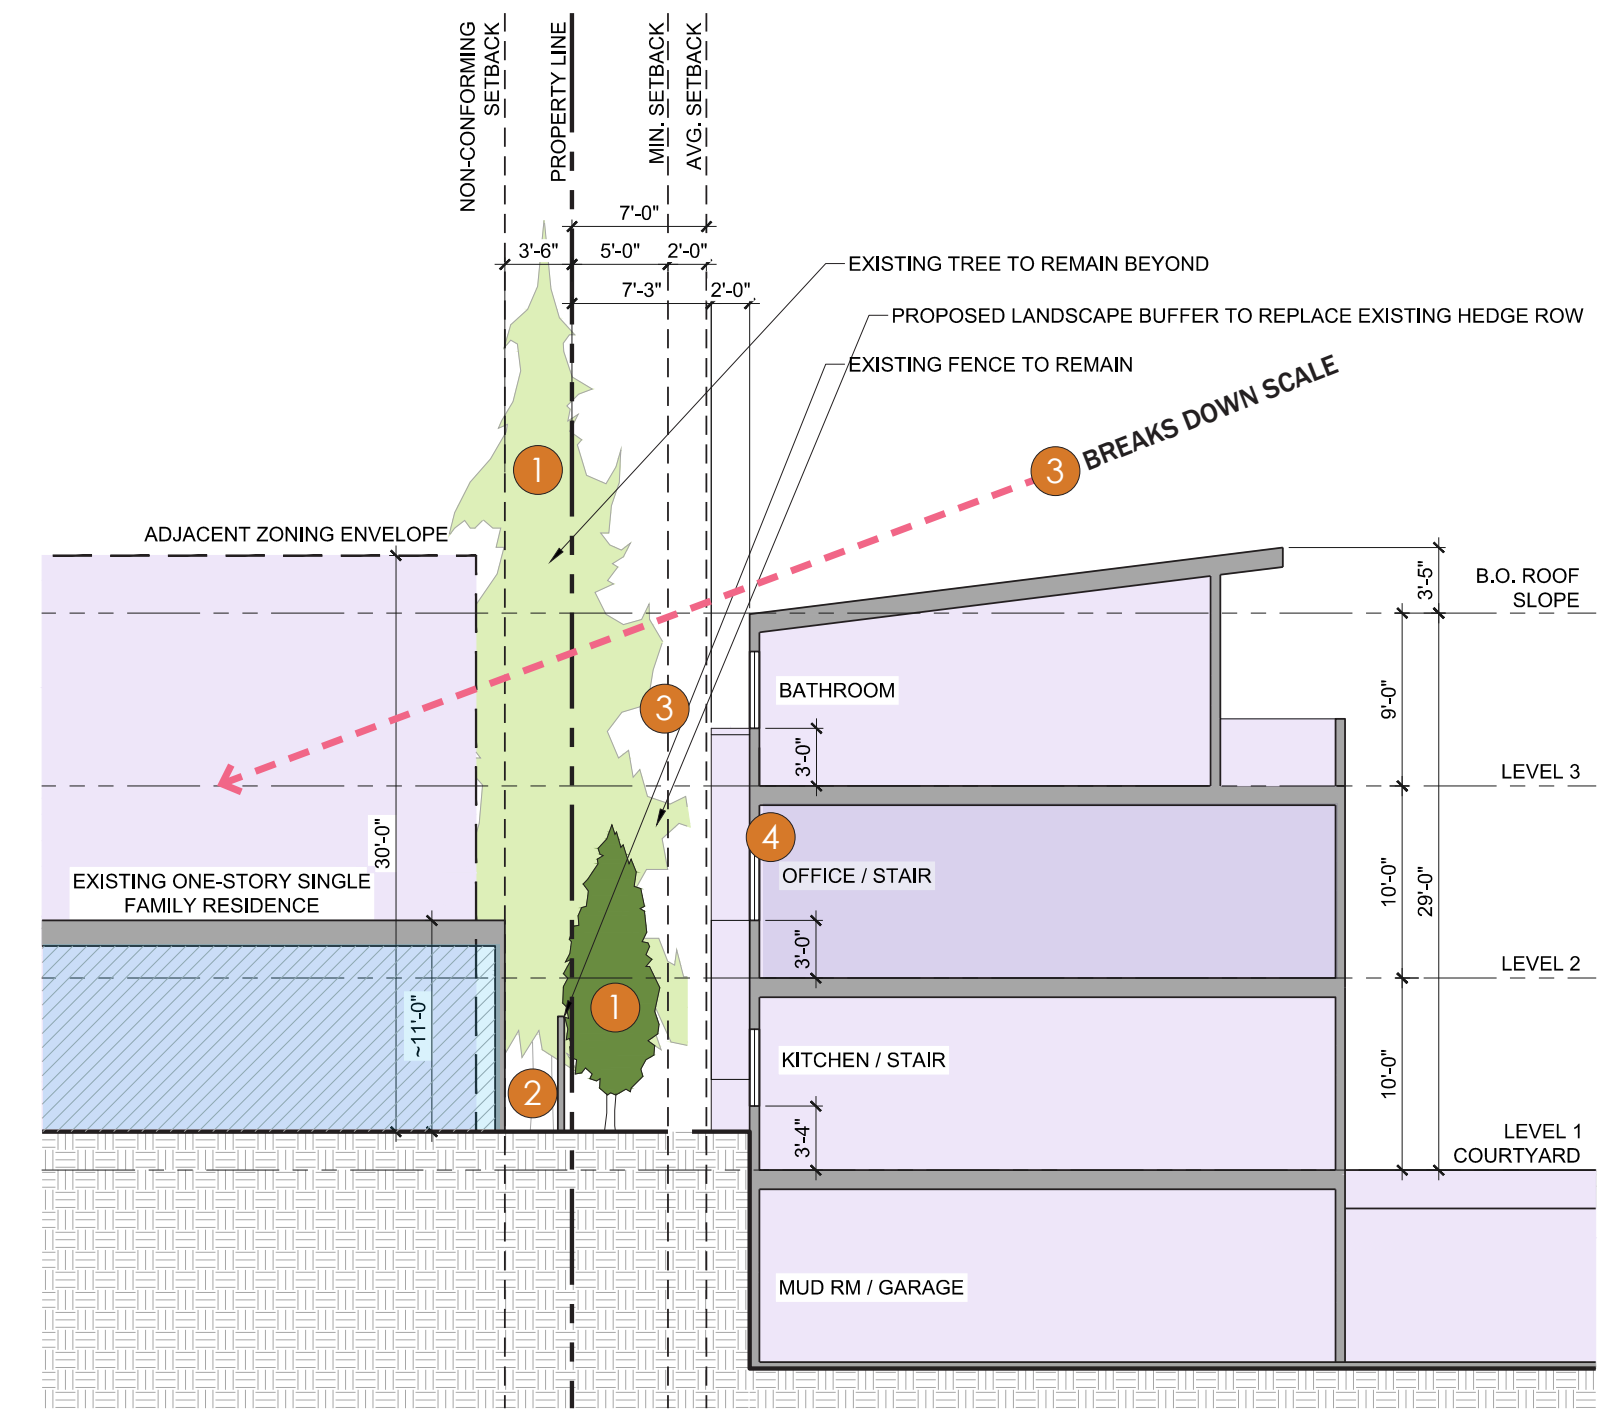 NON-CONFORMING
SETBACK
PROPERTY LINE
MIN. SETBACK
AVG. SETBACK
7'-0"
3'-6"
5'-0"
2'-0"
7'-3"
2'-0"
EXISTING TREE TO REMAIN BEYOND
PROPOSED LANDSCAPE BUFFER TO REPLACE EXISTING HEDGE ROW
EXISTING FENCE TO REMAIN
3 BREAKS DOWN SCALE
1
ADJACENT ZONING ENVELOPE
3'-5"
B.O. ROOF
SLOPE
BATHROOM
9'-0"
3
3'-0"
LEVEL 3
30'-0"
4
EXISTING ONE-STORY SINGLE
FAMILY RESIDENCE
OFFICE / STAIR
10'-0"
29'-0"
3'-0"
LEVEL 2
~11'-0"
1
2
KITCHEN / STAIR
10'-0"
3'-4"
LEVEL 1
COURTYARD
MUD RM / GARAGE